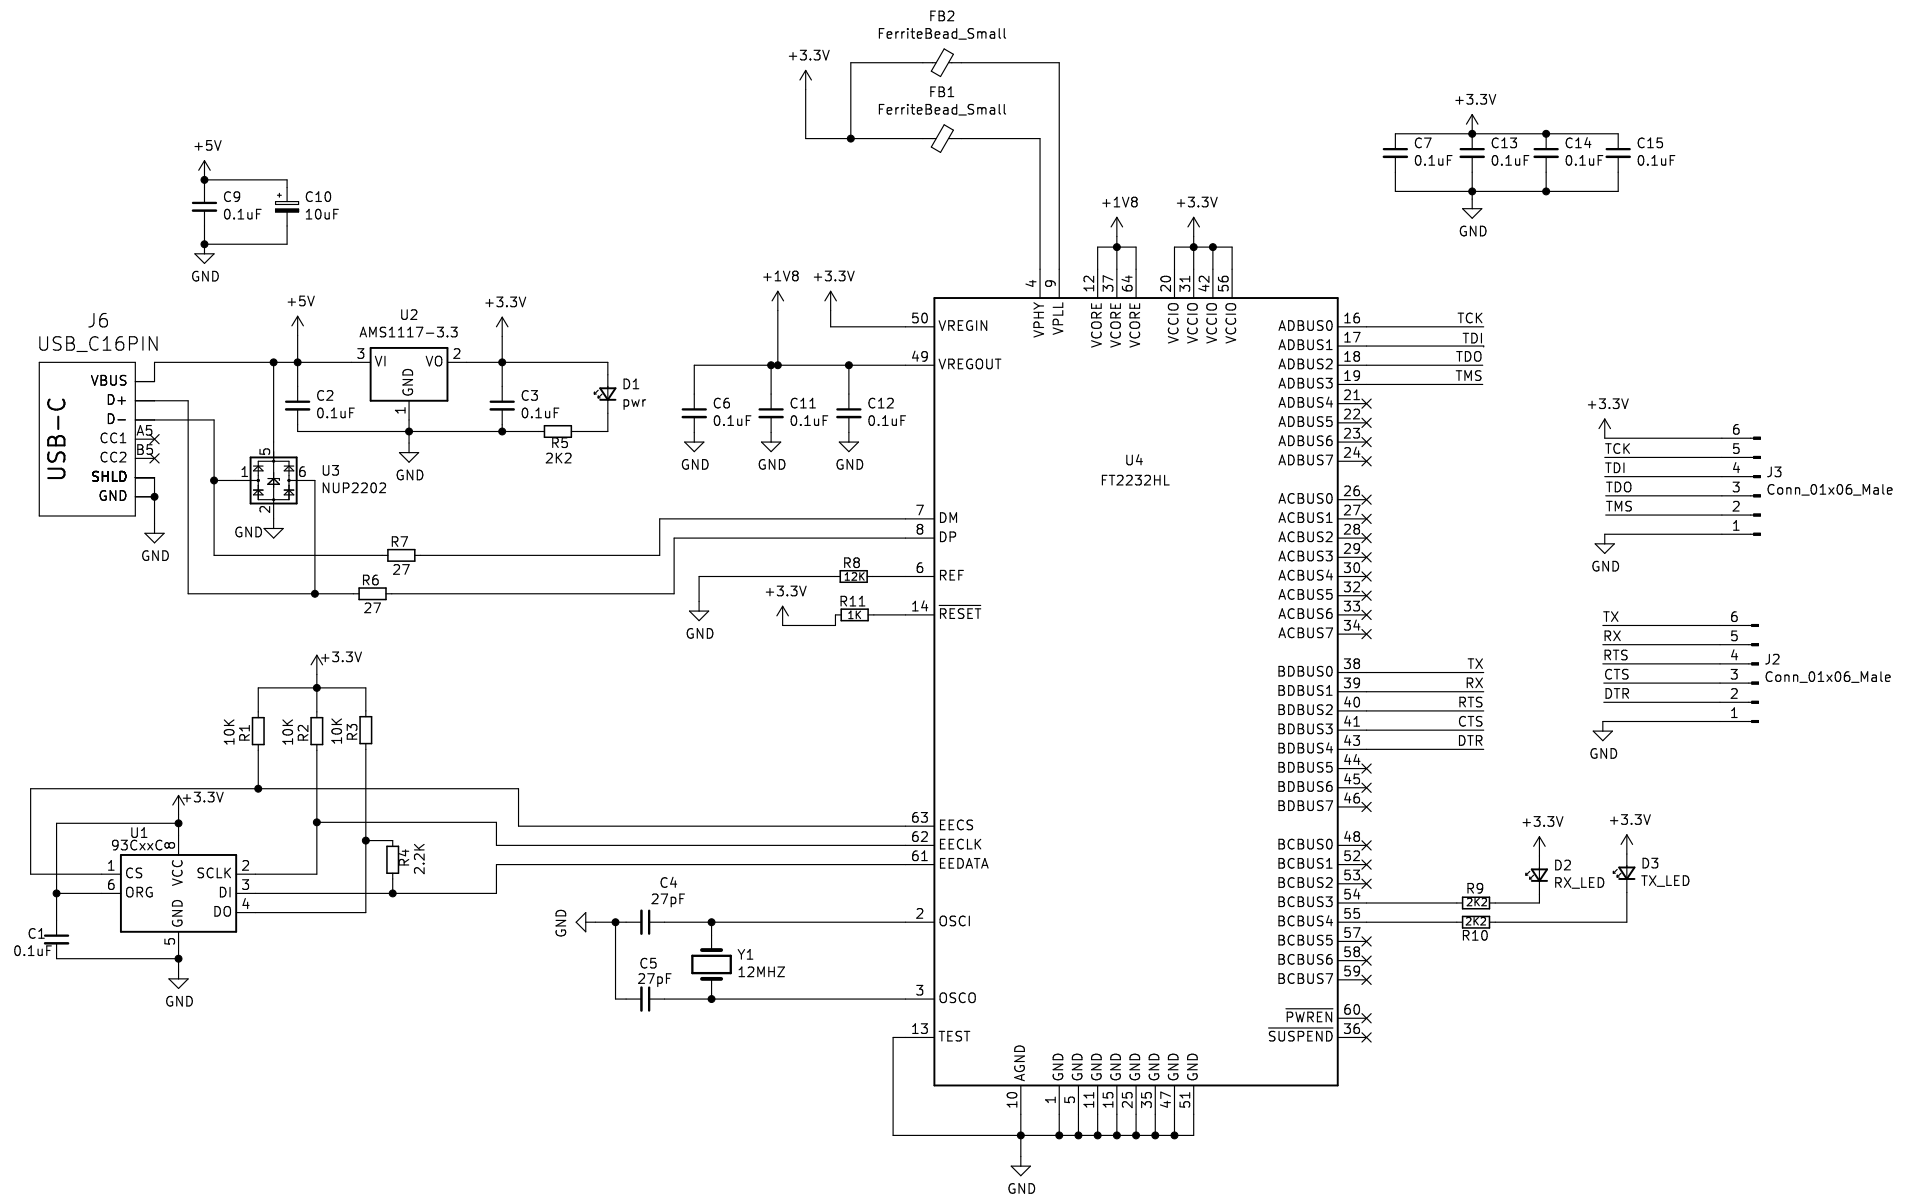 FB2
FerriteBead_Small
+3.3V
FB1
FerriteBead_Small
+3.3V
C7
0.1uF
C13
0.1uF
C14
0.1uF
C15
0.1uF
GND
+5V
C9
0.1uF
C10
10uF
GND
+1V8
+3.3V
4
9
12
37
64
20
31
42
56
VPHY
VPLL
VCORE
VCORE
VCORE
VCCIO
VCCIO
VCCIO
VCCIO
J6
USB_C16PIN
USB-C
VBUS
D+
D-
CC1
A5
CC2
B5
SHLD
GND
GND
+5V
U2
AMS1117-3.3
3
VI
VO
2
GND
1
+3.3V
C2
0.1uF
C3
0.1uF
D1
pwr
R5
2K2
GND
5
1
6
2
U3
NUP2202
GND
R7
27
R6
27
+1V8
+3.3V
C6
0.1uF
C11
0.1uF
C12
0.1uF
GND
GND
GND
50
VREGIN
49
VREGOUT
7
DM
8
DP
R8
12K
6
REF
GND
+3.3V
R11
1K
14
RESET
U4
FT2232HL
ADBUS0
16
TCK
ADBUS1
17
TDI
ADBUS2
18
TDO
ADBUS3
19
TMS
ADBUS4
21
ADBUS5
22
ADBUS6
23
ADBUS7
24
ACBUS0
26
ACBUS1
27
ACBUS2
28
ACBUS3
29
ACBUS4
30
ACBUS5
32
ACBUS6
33
ACBUS7
34
BDBUS0
38
TX
BDBUS1
39
RX
BDBUS2
40
RTS
BDBUS3
41
CTS
BDBUS4
43
DTR
BDBUS5
44
BDBUS6
45
BDBUS7
46
BCBUS0
48
BCBUS1
52
BCBUS2
53
BCBUS3
54
BCBUS4
55
BCBUS5
57
BCBUS6
58
BCBUS7
59
PWREN
60
SUSPEND
36
+3.3V
6
TCK
5
TDI
4
TDO
3
TMS
2
1
J3
Conn_01x06_Male
GND
TX
6
RX
5
RTS
4
CTS
3
DTR
2
1
J2
Conn_01x06_Male
GND
+3.3V
D2
RX_LED
+3.3V
D3
TX_LED
R9
2K2
2K2
R10
+3.3V
10K
R1
10K
R2
10K
R3
R4
2.2K
+3.3V
U1
93CxxC
8
VCC
1
CS
6
ORG
SCLK
2
DI
3
DO
4
GND
5
C1
0.1uF
GND
63
EECS
62
EECLK
61
EEDATA
GND
C4
27pF
C5
27pF
Y1
12MHZ
2
OSCI
3
OSCO
13
TEST
AGND
GND
GND
GND
GND
GND
GND
GND
GND
10
1
5
11
15
25
35
47
51
GND